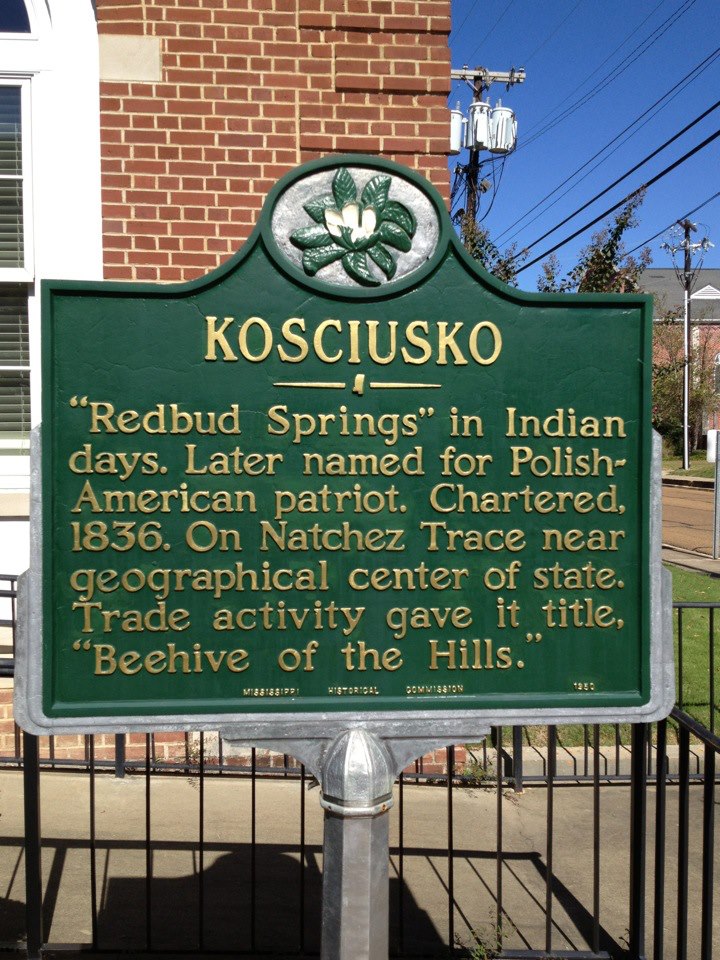 KOSCIUSKO
"Redbud Springs" in Indian
days. Later named for Polish-
American patriot. Chartered,
1836. On Natchez Trace near
geographical center of state.
Trade activity gave it title,
"Beehive of the Hills."
MISSISSIPPI HISTORICAL COMMISSION 1950